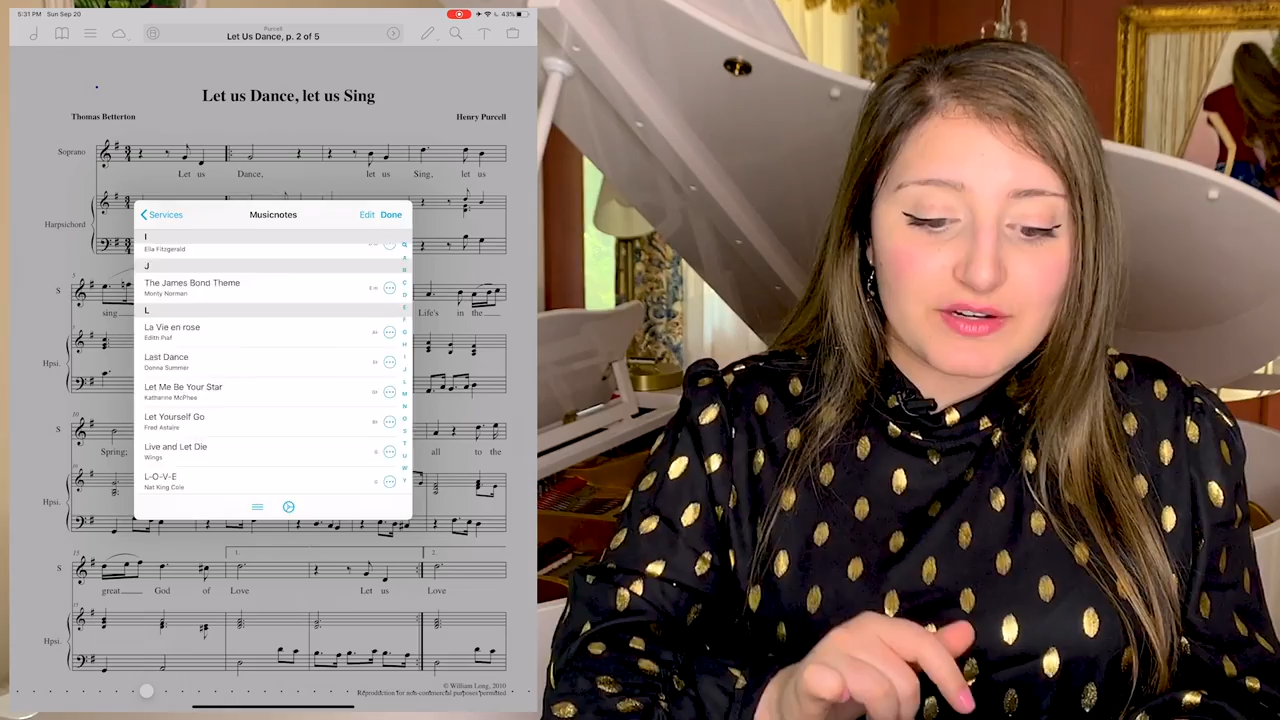 5:31 PM Sun Sep 20
43%
Purcell
Let Us Dance, p. 2 of 5
Let us Dance, let us Sing
Thomas Betterton
Henry Purcell
Soprano
Let us Dance, let us Sing, let us
Harpsichord
Services
Musicnotes
Edit Done
I
Ella Fitzgerald
J
The James Bond Theme
Monty Norman
L
La Vie en rose
Edith Piaf
Last Dance
Donna Summer
Let Me Be Your Star
Katharine McPhee
Let Yourself Go
Fred Astaire
Live and Let Die
Wings
G
L-O-V-E
Nat King Cole
C
A
B
C
D
E
F
G
H
I
J
L
M
N
O
S
T
U
W
Y
S
sing
Life's in the
Hpsi.
10
S
Spring;
all to the
Hpsi.
15
1.
2.
S
great God of Love Let us Love
Hpsi.
© William Long, 2010
Reproduction for non-commercial purposes permitted